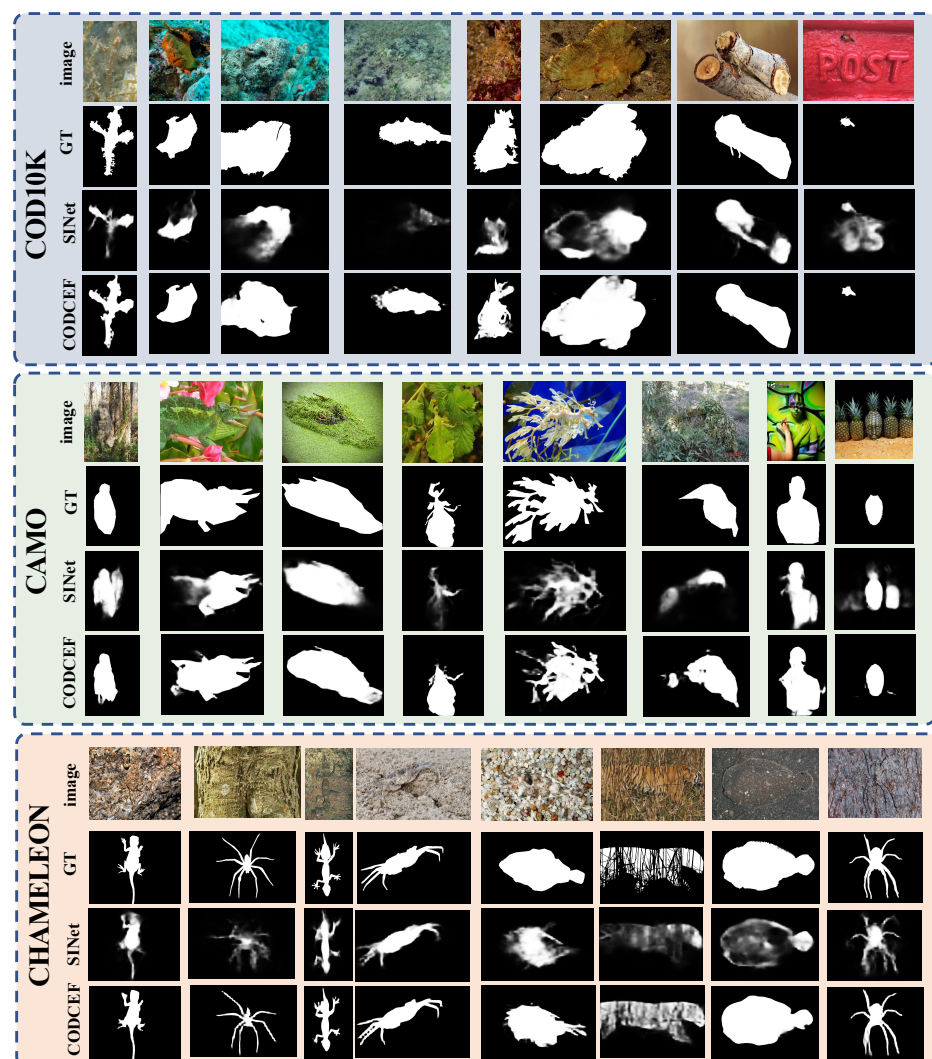 COD10K
image
POST
GT
SINet
CODCEF
CAMO
image
GT
SINet
CODCEF
CHAMELEON
image
GT
SINet
CODCEF